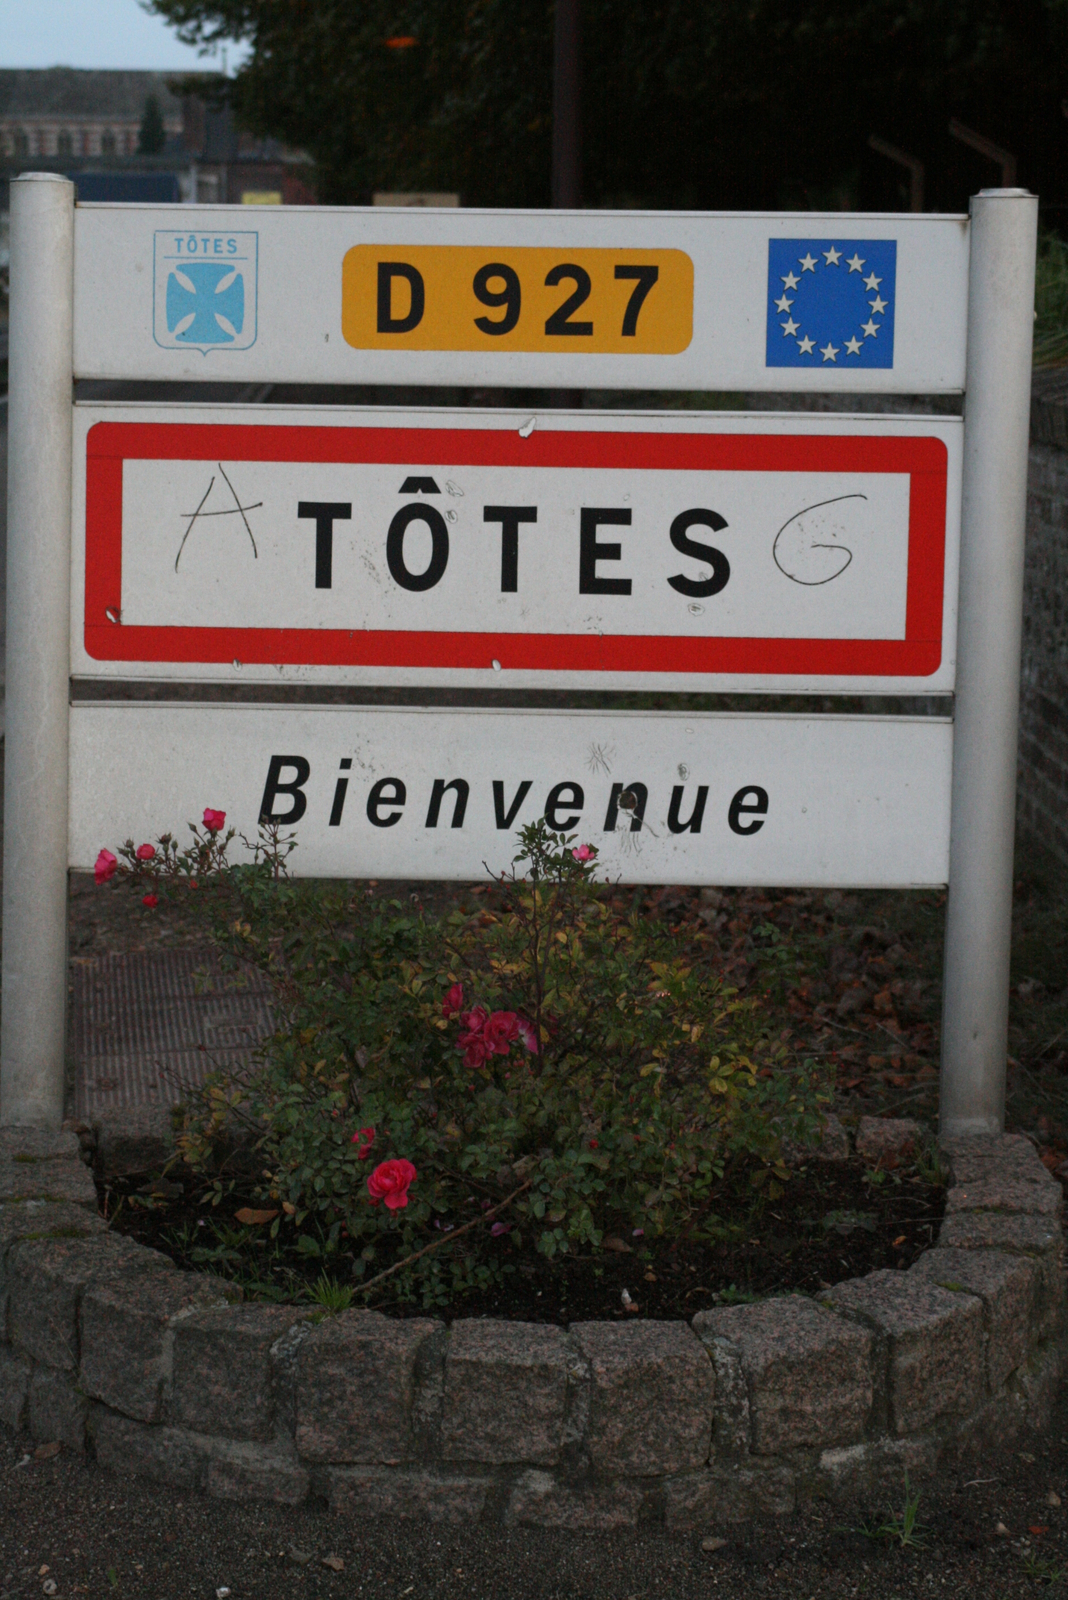 TÔTES
D 927
A TÔTES G
Bienvenue